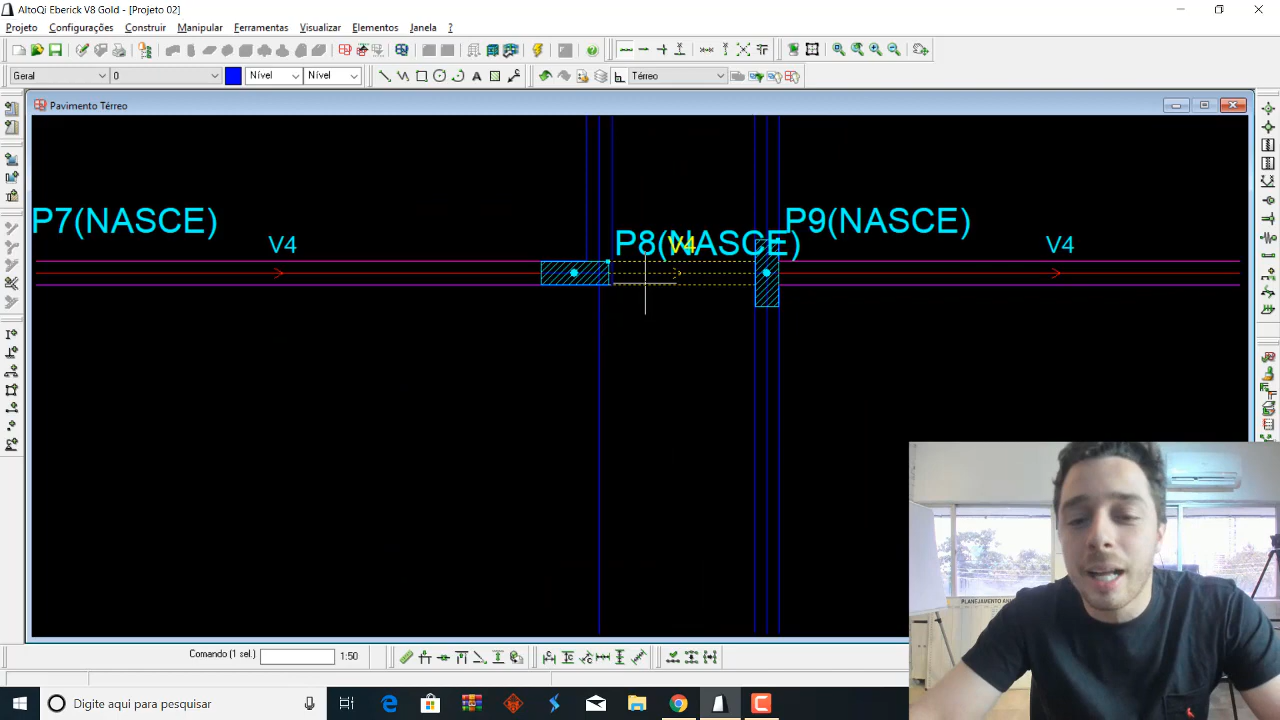 AltoQi Eberick V8 Gold - [Projeto 02]
Projeto Configurações Construir Manipular Ferramentas Visualizar Elementos Janela ?
Geral 0 Nível Nível Térreo
Pavimento Térreo
P7(NASCE) P9(NASCE)
V4 P8(NASCE) V4 V4
PLANEJAMENTO
Comando (1 sel.) 1:50
Digite aqui para pesquisar